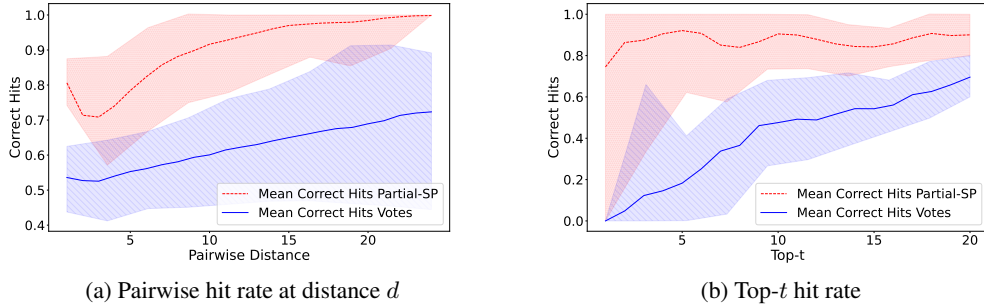 1.0
0.9
0.8
0.7
0.6
0.5
0.4
Correct Hits
5 10 15 20
Pairwise Distance
Mean Correct Hits Partial-SP
Mean Correct Hits Votes
(a) Pairwise hit rate at distance d
1.0
0.8
0.6
0.4
0.2
0.0
Correct Hits
5 10 15 20
Top-t
Mean Correct Hits Partial-SP
Mean Correct Hits Votes
(b) Top-t hit rate